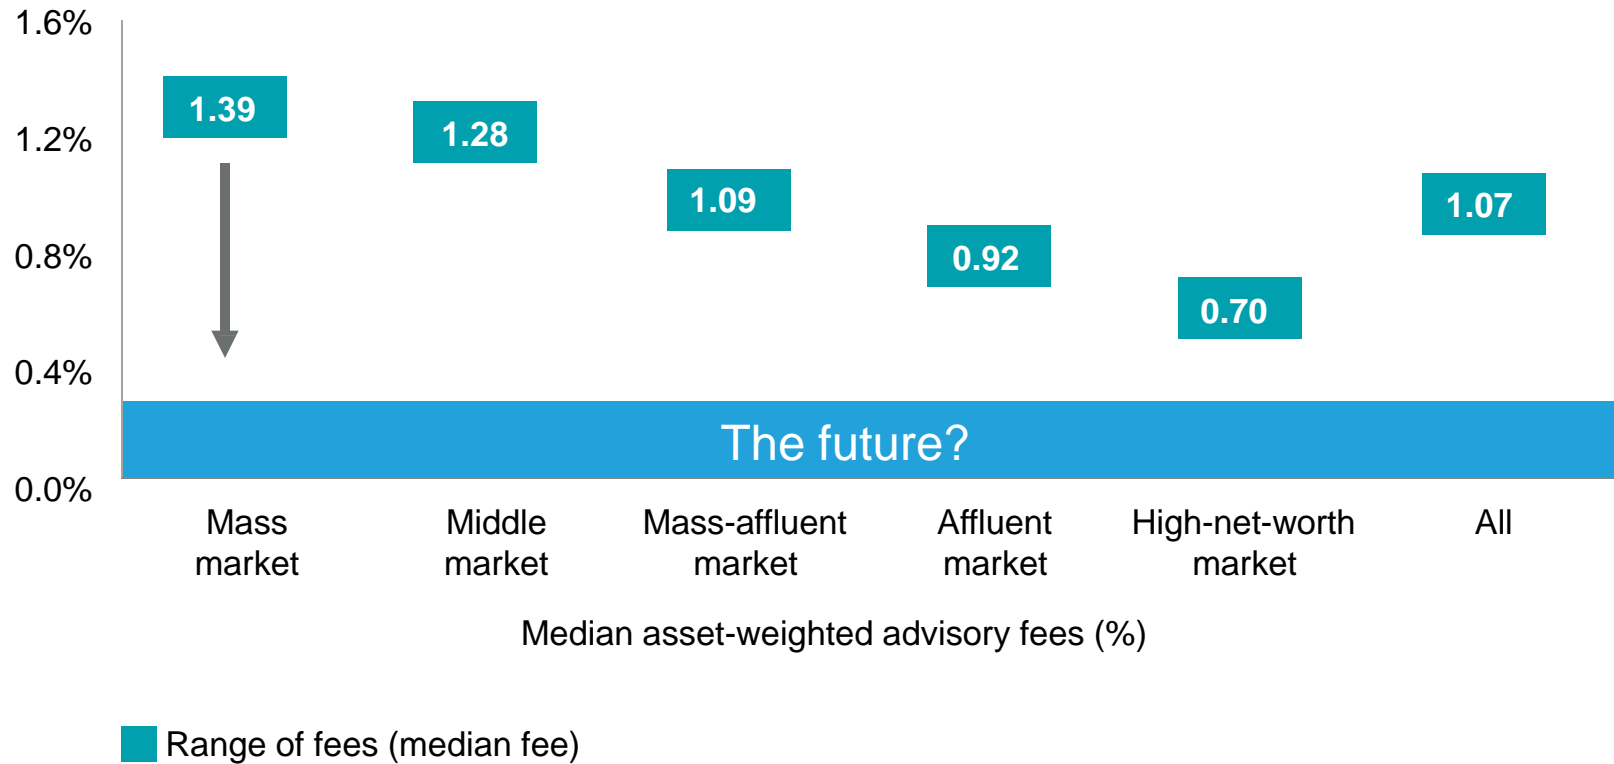 1.6%
1.2%
0.8%
0.4%
0.0%
1.39
1.28
1.09
0.92
0.70
1.07
The future?
Mass
market
Middle
market
Mass-affluent
market
Affluent
market
High-net-worth
market
All
Median asset-weighted advisory fees (%)
Range of fees (median fee)